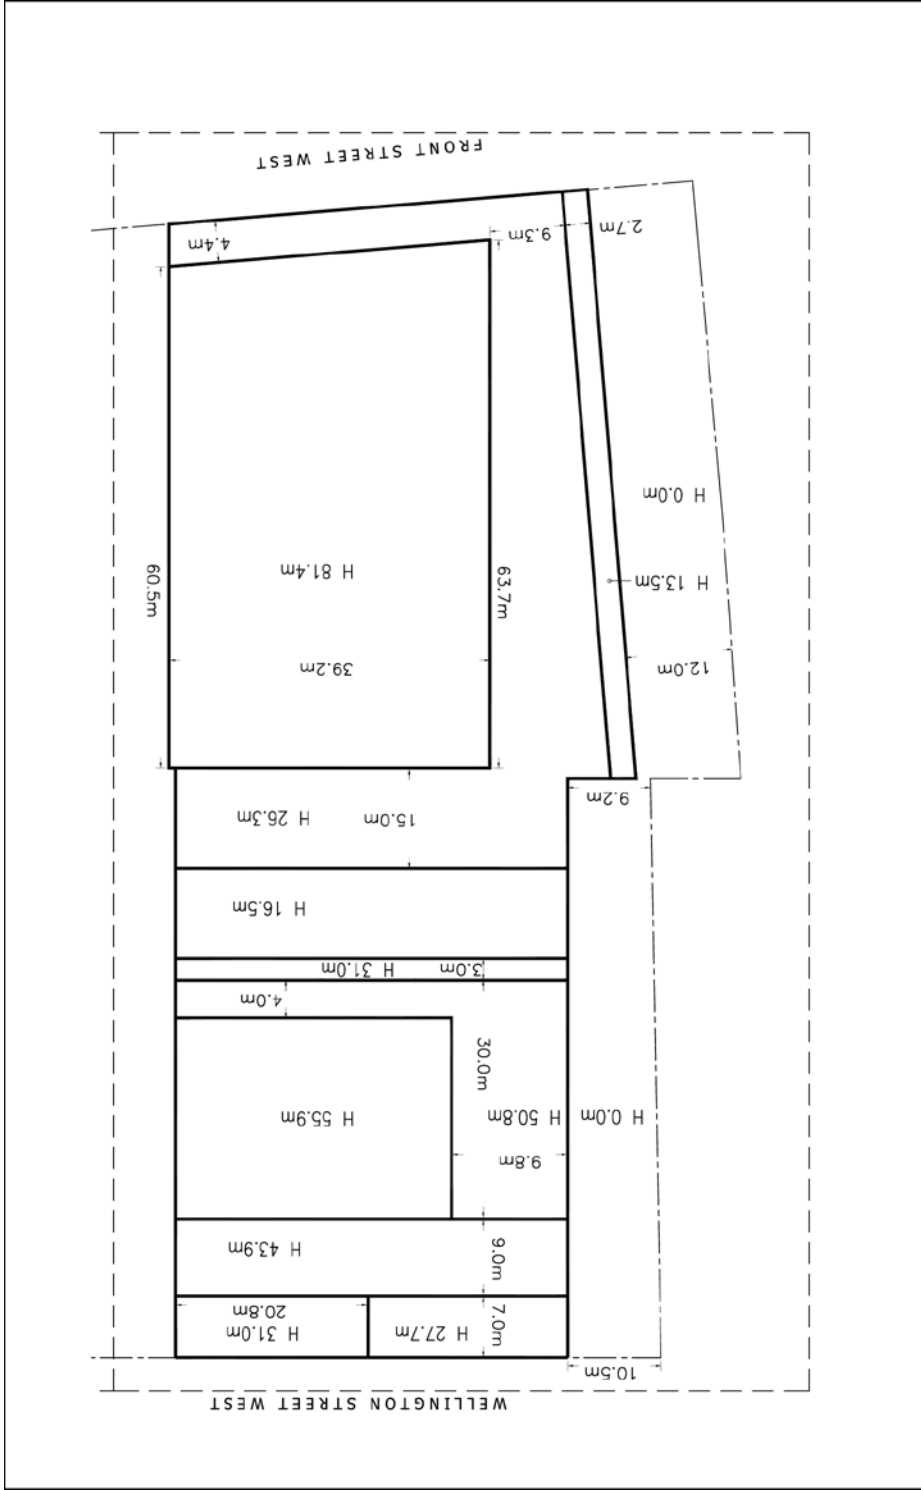 WELLINGTON STREET WEST
10.5m
7.0m
H 27.7m
H 31.0m
20.8m
9.0m
H 43.9m
9.8m
H 0.0m
H 50.8m
H 55.9m
30.0m
4.0m
3.0m
H 31.0m
H 16.5m
15.0m
H 26.3m
9.2m
12.0m
39.2m
H 13.5m
63.7m
H 81.4m
60.5m
H 0.0m
2.7m
9.3m
4.4m
FRONT STREET WEST